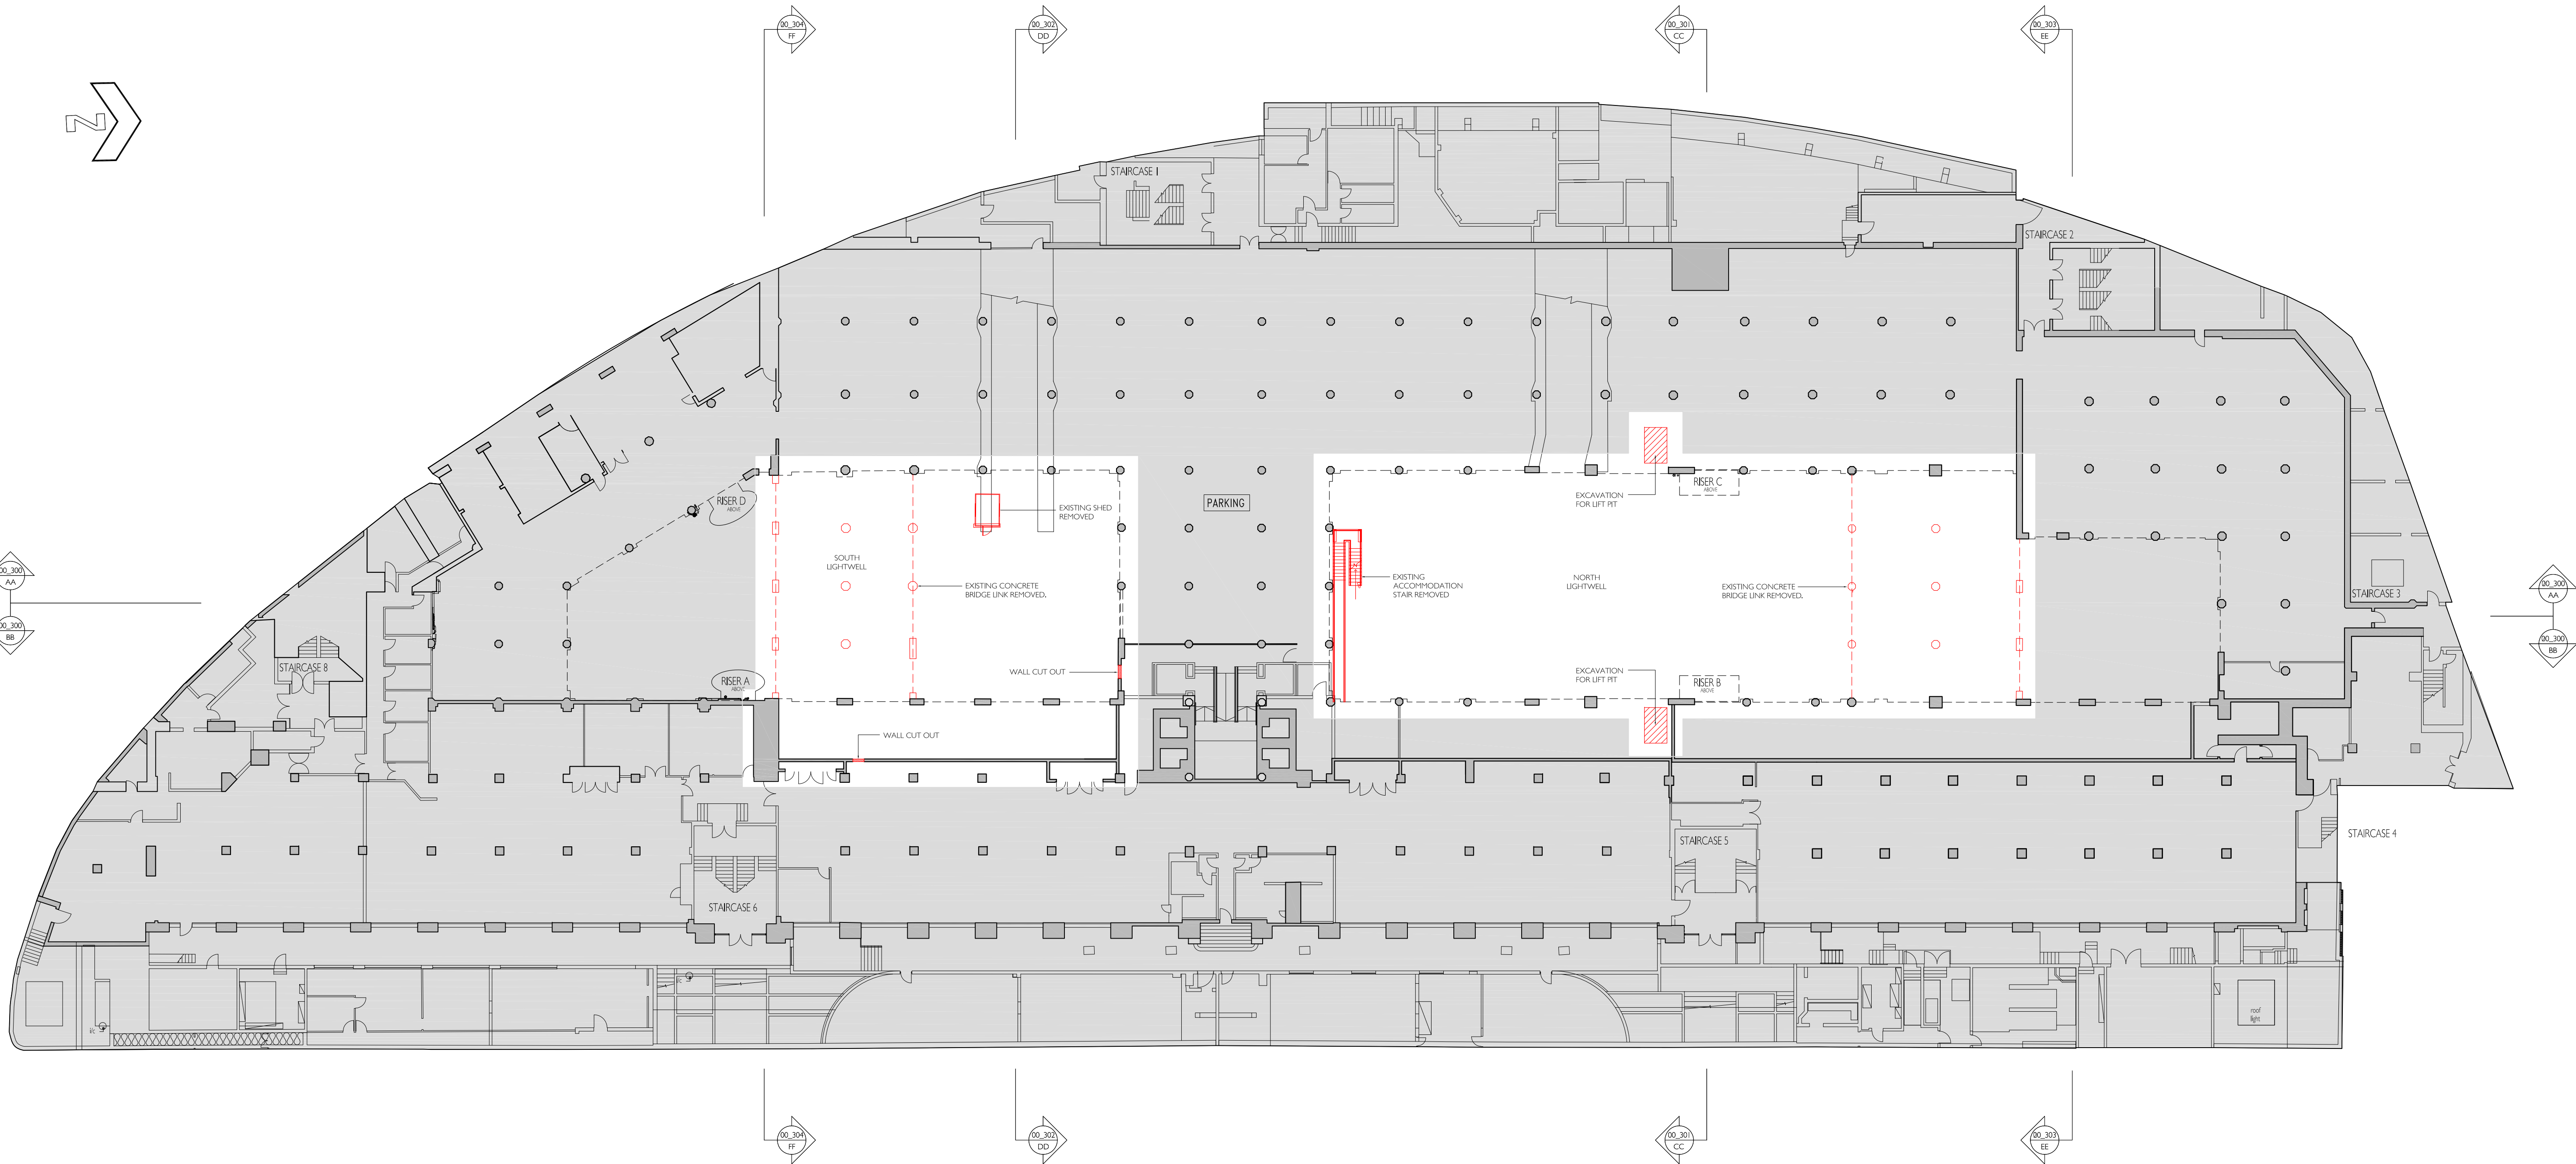 00_304
FF
00_302
DD
00_301
CC
00_303
EE
N
STAIRCASE 1
STAIRCASE 2
PARKING
RISER D
ABOVE
EXISTING SHED
REMOVED
EXCAVATION
FOR LIFT PIT
RISER C
ABOVE
SOUTH
LIGHTWELL
EXISTING CONCRETE
BRIDGE LINK REMOVED.
EXISTING
ACCOMMODATION
STAIR REMOVED
NORTH
LIGHTWELL
EXISTING CONCRETE
BRIDGE LINK REMOVED.
STAIRCASE 3
00_300
AA
00_300
BB
00_300
AA
00_300
BB
STAIRCASE 8
RISER A
ABOVE
WALL CUT OUT
EXCAVATION
FOR LIFT PIT
RISER B
ABOVE
WALL CUT OUT
STAIRCASE 4
STAIRCASE 5
STAIRCASE 6
i/c
i/c
roof
light
00_304
FF
00_302
DD
00_301
CC
00_303
EE